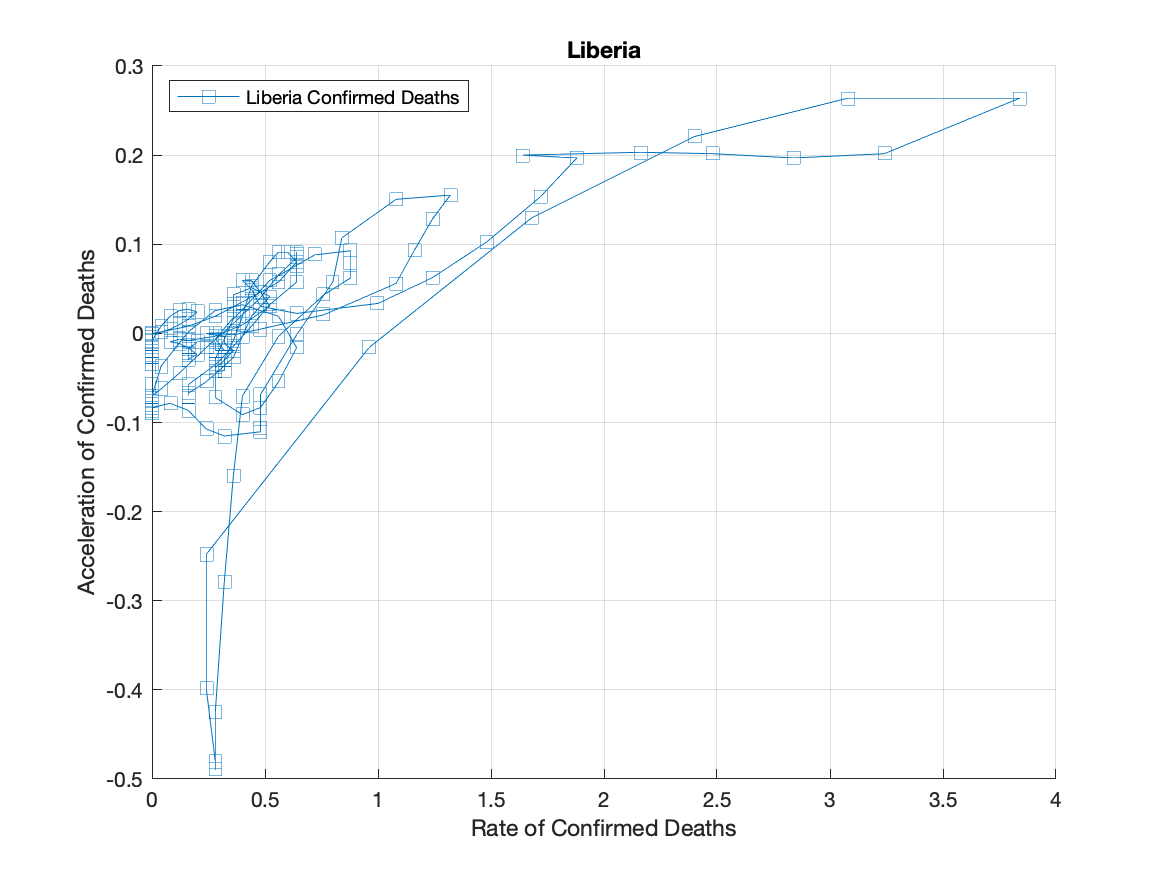 Liberia
Liberia Confirmed Deaths
0.3
0.2
0.1
0
-0.1
-0.2
-0.3
-0.4
-0.5
Acceleration of Confirmed Deaths
0 0.5 1 1.5 2 2.5 3 3.5 4
Rate of Confirmed Deaths